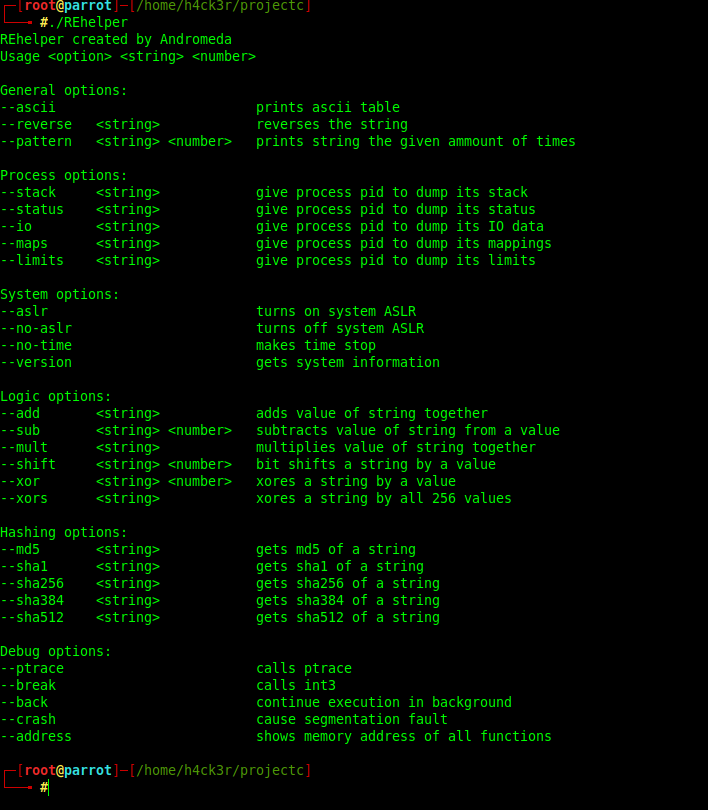 ┌─[root@parrot]─[/home/h4ck3r/projectc]
└──╼ #./REhelper
REhelper created by Andromeda
Usage <option> <string> <number>

General options:
--ascii                         prints ascii table
--reverse   <string>            reverses the string
--pattern   <string> <number>   prints string the given ammount of times

Process options:
--stack     <string>            give process pid to dump its stack
--status    <string>            give process pid to dump its status
--io        <string>            give process pid to dump its IO data
--maps      <string>            give process pid to dump its mappings
--limits    <string>            give process pid to dump its limits

System options:
--aslr                          turns on system ASLR
--no-aslr                       turns off system ASLR
--no-time                       makes time stop
--version                       gets system information

Logic options:
--add       <string>            adds value of string together
--sub       <string> <number>   subtracts value of string from a value
--mult      <string>            multiplies value of string together
--shift     <string> <number>   bit shifts a string by a value
--xor       <string> <number>   xores a string by a value
--xors      <string>            xores a string by all 256 values

Hashing options:
--md5       <string>            gets md5 of a string
--sha1      <string>            gets sha1 of a string
--sha256    <string>            gets sha256 of a string
--sha384    <string>            gets sha384 of a string
--sha512    <string>            gets sha512 of a string

Debug options:
--ptrace                        calls ptrace
--break                         calls int3
--back                          continue execution in background
--crash                         cause segmentation fault
--address                       shows memory address of all functions

┌─[root@parrot]─[/home/h4ck3r/projectc]
└──╼ #